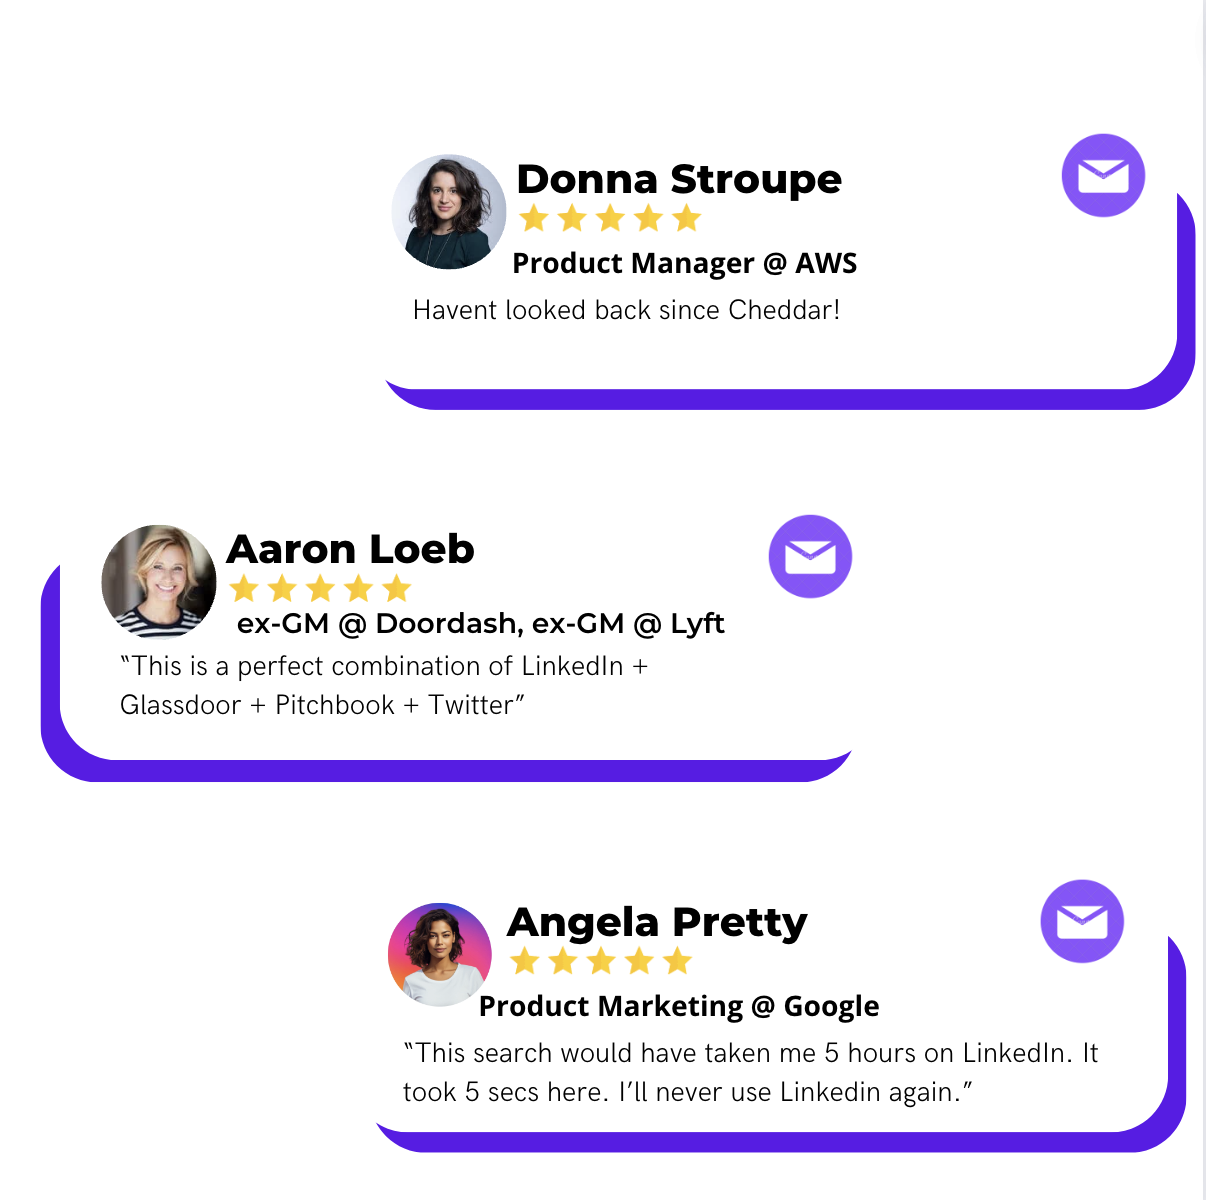 Donna Stroupe
Product Manager @ AWS
Havent looked back since Cheddar!
Aaron Loeb
ex-GM @ Doordash, ex-GM @ Lyft
“This is a perfect combination of LinkedIn +
Glassdoor + Pitchbook + Twitter”
Angela Pretty
Product Marketing @ Google
“This search would have taken me 5 hours on LinkedIn. It
took 5 secs here. I’ll never use Linkedin again.”